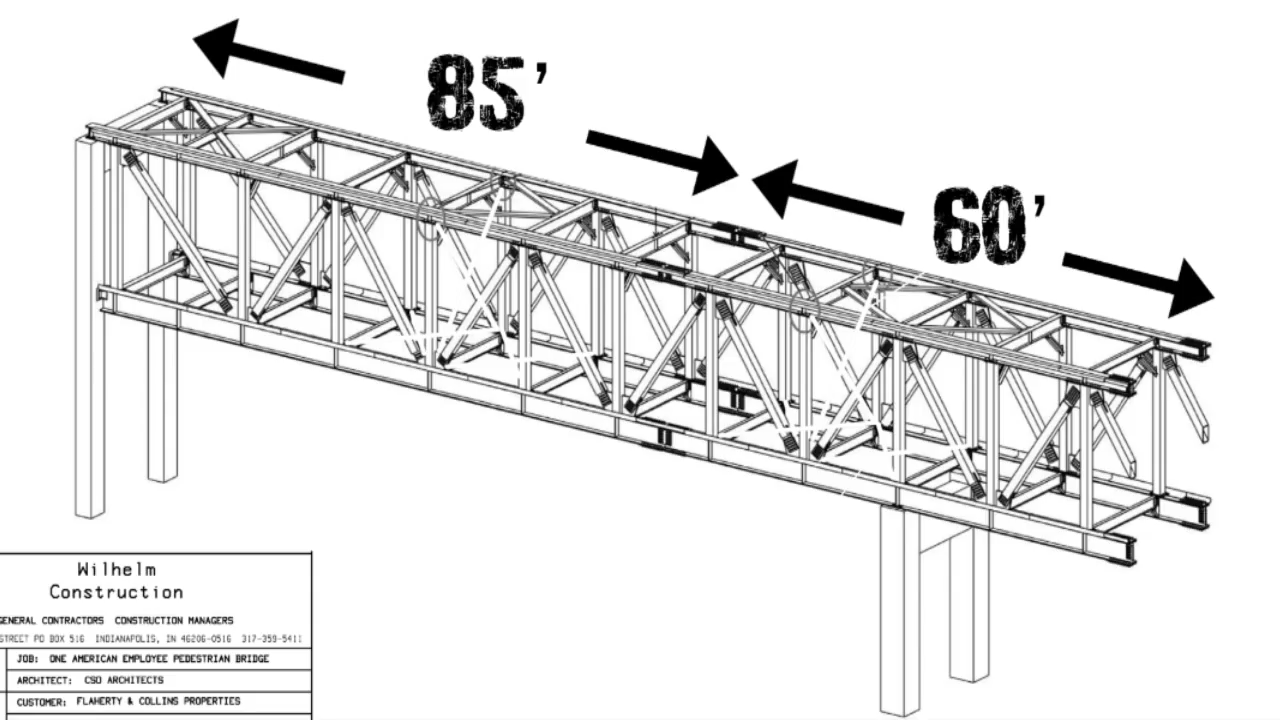 85'
60'
Wilhelm
Construction
GENERAL CONTRACTORS CONSTRUCTION MANAGERS
STREET PO BOX 516 INDIANAPOLIS, IN 46206-0516 317-359-5411
JOB: ONE AMERICAN EMPLOYEE PEDESTRIAN BRIDGE
ARCHITECT: CSO ARCHITECTS
CUSTOMER: FLAHERTY & COLLINS PROPERTIES